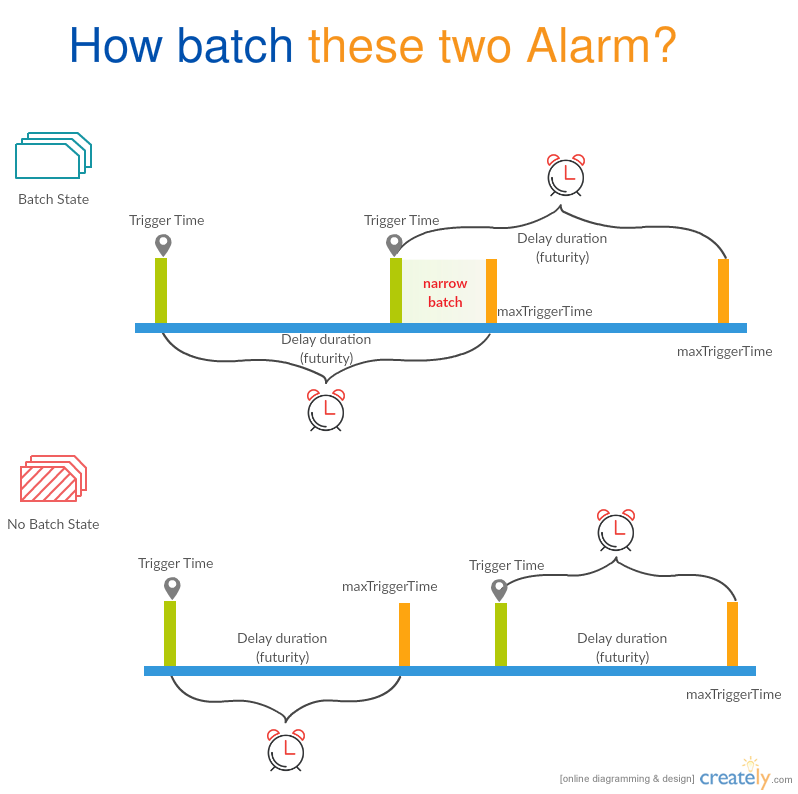 How batch these two Alarm?
Batch State
Trigger Time
Trigger Time
Delay duration
(futurity)
narrow
batch
maxTriggerTime
Delay duration
(futurity)
maxTriggerTime
No Batch State
Trigger Time
maxTriggerTime
Trigger Time
Delay duration
(futurity)
Delay duration
(futurity)
maxTriggerTime
[online diagramming & design] creately.com